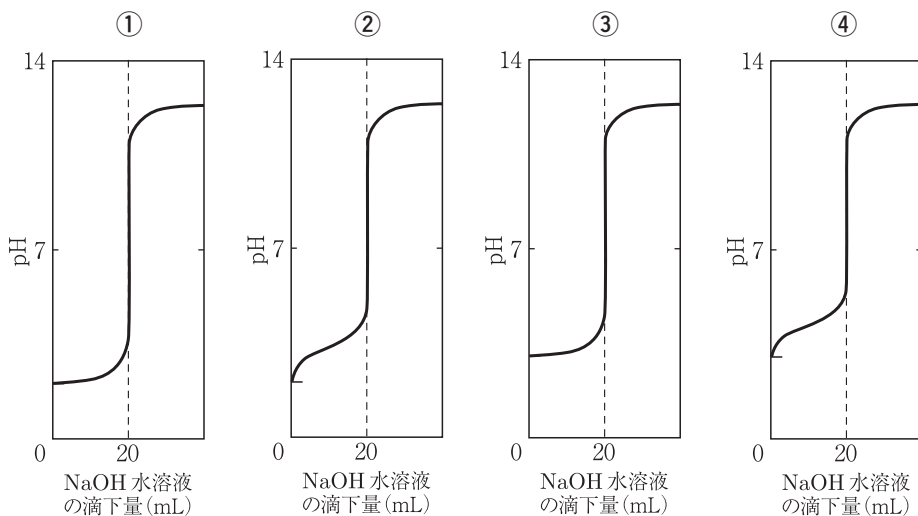 ① ② ③ ④
14 14 14 14
pH 7 pH 7 pH 7 pH 7
0 20 0 20 0 20 0 20
NaOH 水溶液 NaOH 水溶液 NaOH 水溶液 NaOH 水溶液
の滴下量(mL) の滴下量(mL) の滴下量(mL) の滴下量(mL)